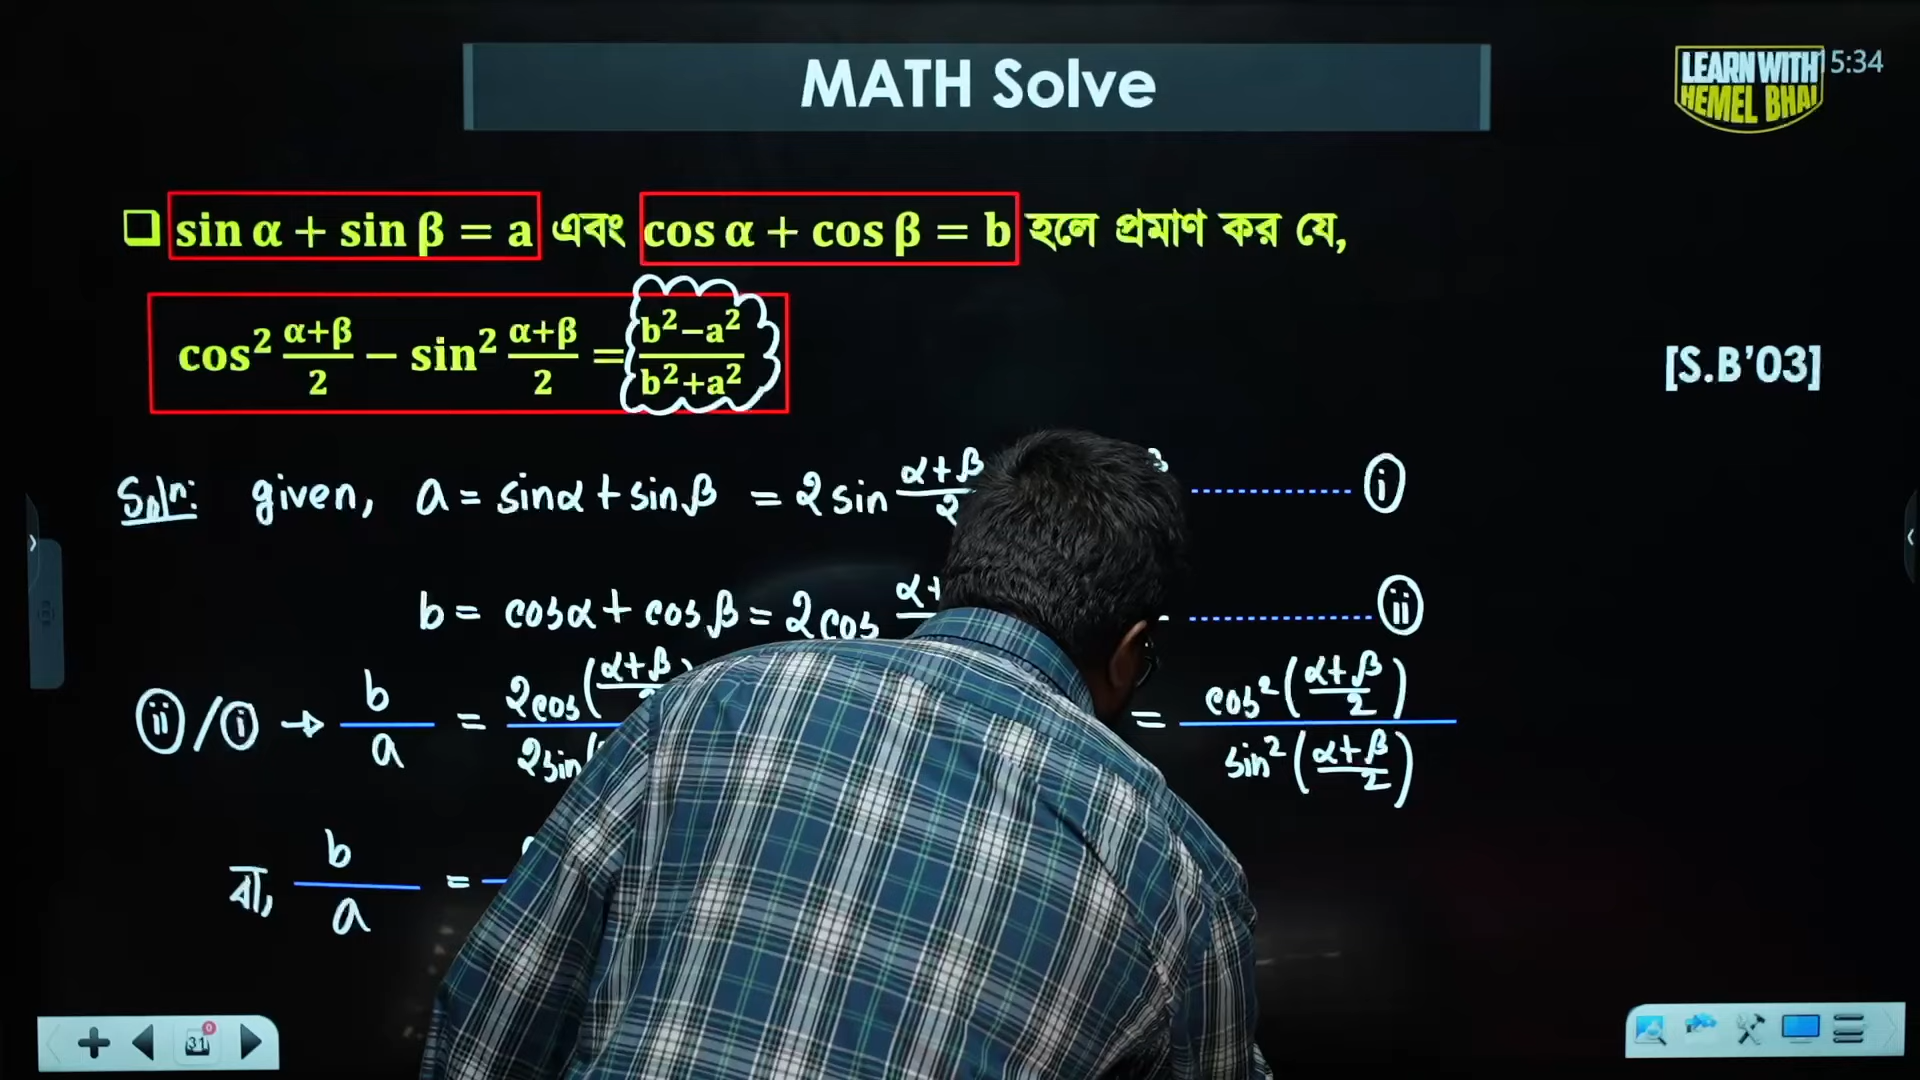 MATH Solve
LEARN WITH
HEMEL BHAI
5:34
❑ sin α + sin β = a এবং cos α + cos β = b হলে প্রমাণ কর যে,
cos² (α+β)/2 − sin² (α+β)/2 = (b²−a²)/(b²+a²)
[S.B’03]
Soln: given, a = sinα + sinβ = 2 sin (α+β)/2 β ............ (i)
b = cosα + cosβ = 2 cos α+ ............ (ii)
(ii)/(i) → b/a = 2cos((α+β)/2 / 2sin( = cos²((α+β)/2) / sin²((α+β)/2)
বা, b/a =
31
0